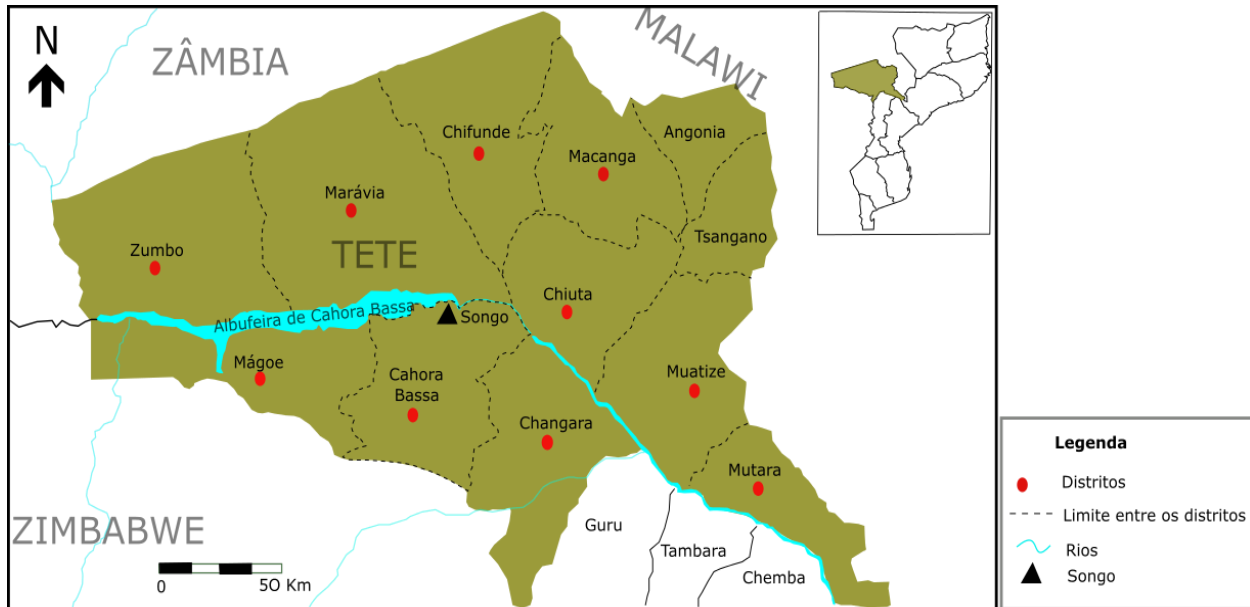 N
ZÂMBIA
MALAWI
Chifunde
Angonia
Macanga
Marávia
Tsangano
Zumbo
TETE
Albufeira de Cahora Bassa
Songo
Chiuta
Mágoe
Cahora
Bassa
Muatize
Changara
Mutara
ZIMBABWE
Guru
Tambara
Chemba
0 50 Km
Legenda
Distritos
Limite entre os distritos
Rios
Songo